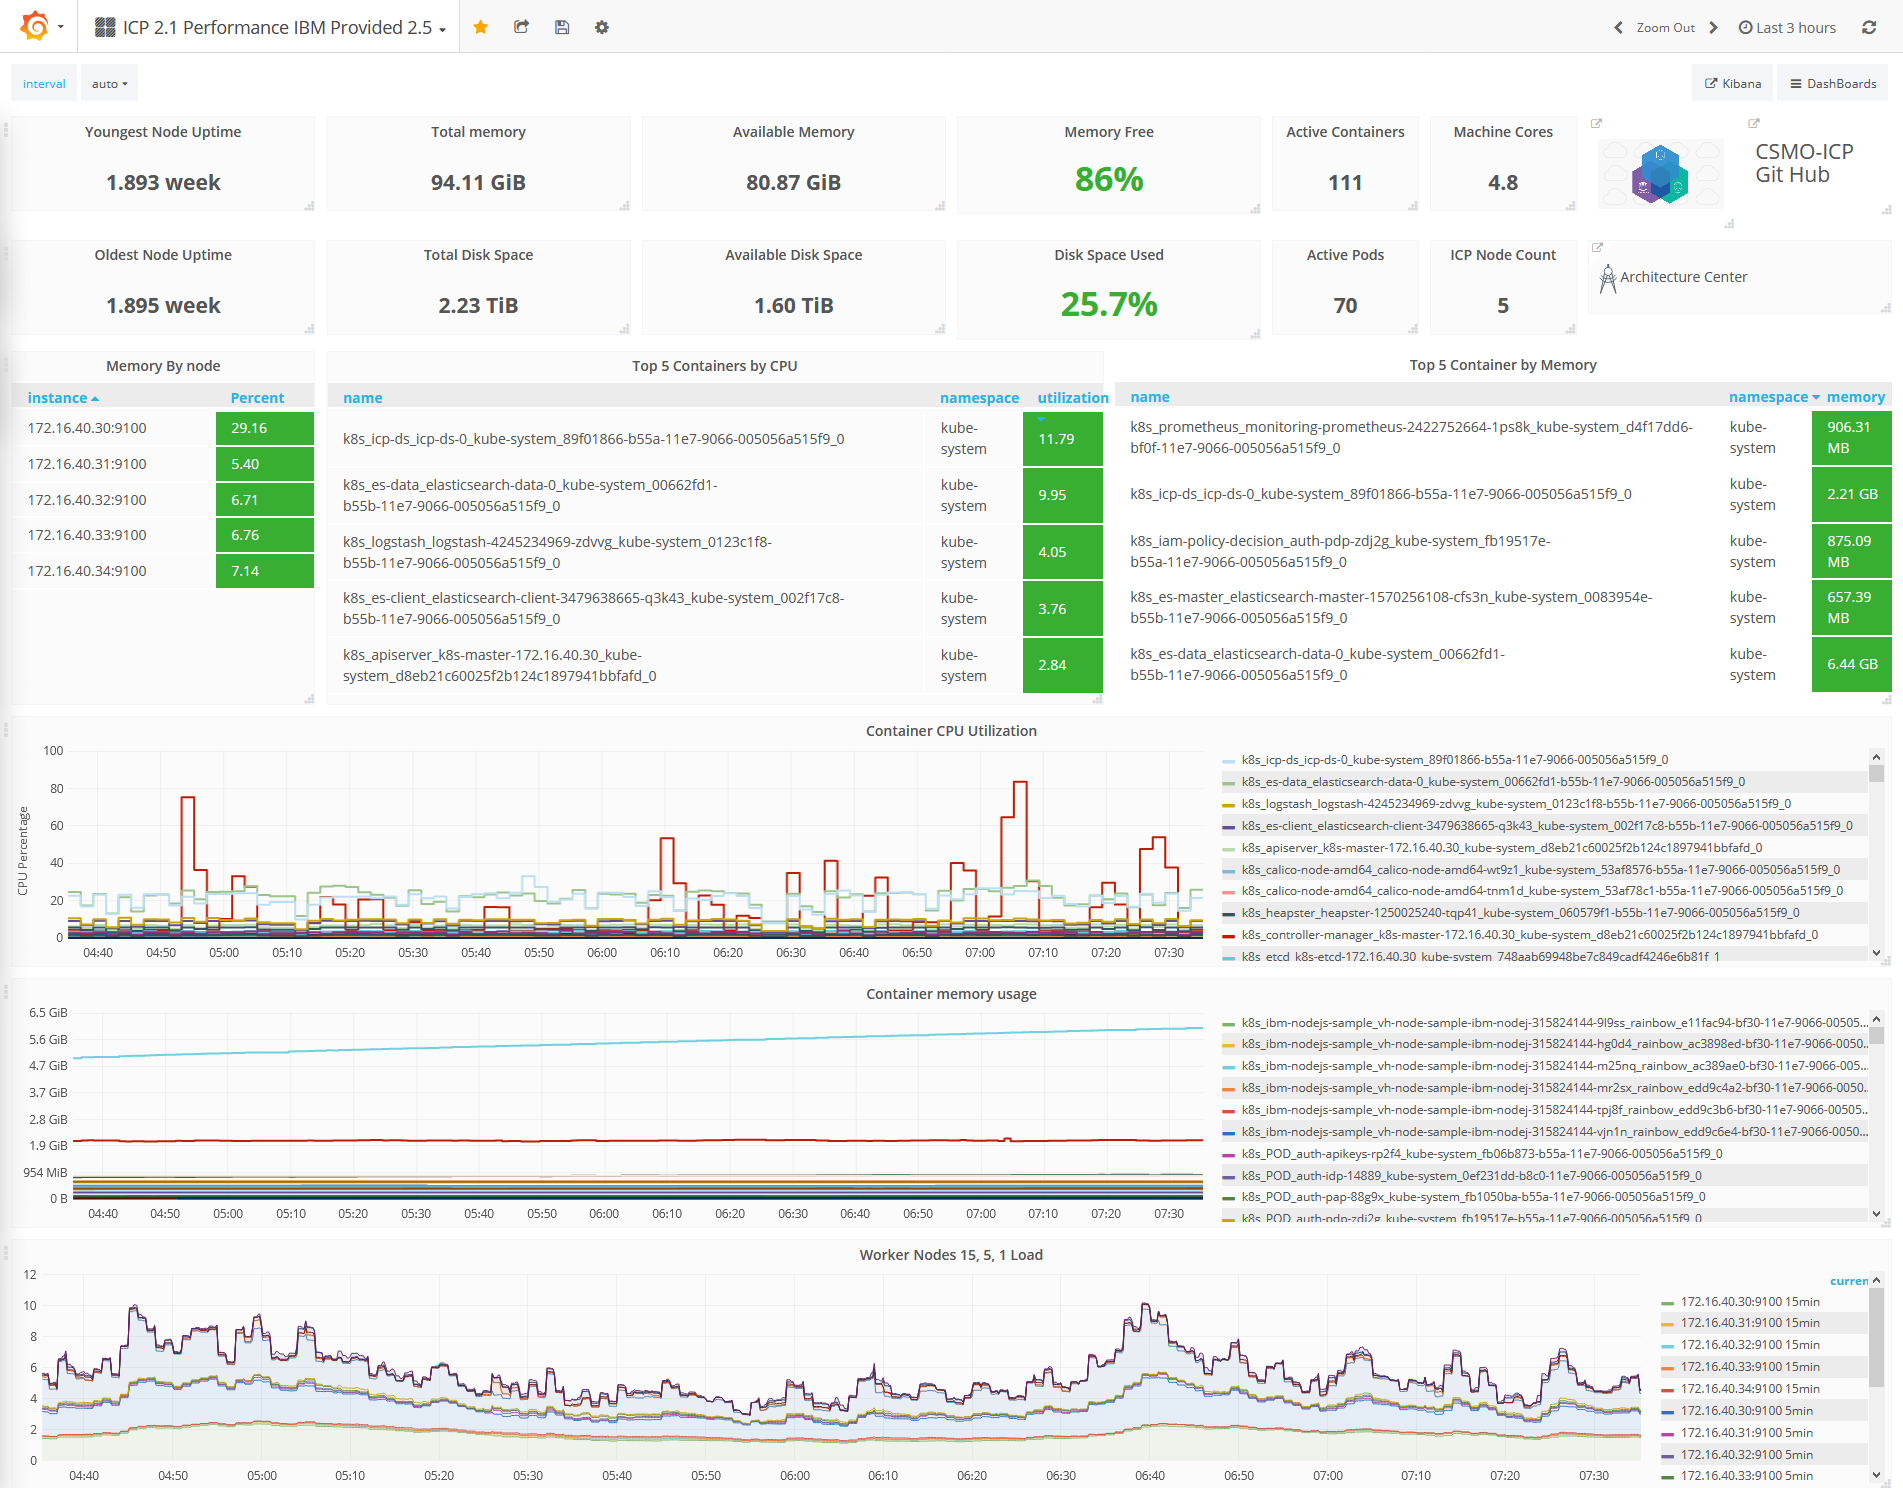 ICP 2.1 Performance IBM Provided 2.5
Zoom Out
Last 3 hours
interval
auto
Kibana
DashBoards
Youngest Node Uptime
1.893 week
Total memory
94.11 GiB
Available Memory
80.87 GiB
Memory Free
86%
Active Containers
111
Machine Cores
4.8
CSMO-ICP
Git Hub
Oldest Node Uptime
1.895 week
Total Disk Space
2.23 TiB
Available Disk Space
1.60 TiB
Disk Space Used
25.7%
Active Pods
70
ICP Node Count
5
Architecture Center
Memory By node
instance Percent
172.16.40.30:9100 29.16
172.16.40.31:9100 5.40
172.16.40.32:9100 6.71
172.16.40.33:9100 6.76
172.16.40.34:9100 7.14
Top 5 Containers by CPU
name namespace utilization
k8s_icp-ds_icp-ds-0_kube-system_89f01866-b55a-11e7-9066-005056a515f9_0
kube-
system
11.79
k8s_es-data_elasticsearch-data-0_kube-system_00662fd1-
b55b-11e7-9066-005056a515f9_0
kube-
system
9.95
k8s_logstash_logstash-4245234969-zdvvg_kube-system_0123c1f8-
b55b-11e7-9066-005056a515f9_0
kube-
system
4.05
k8s_es-client_elasticsearch-client-3479638665-q3k43_kube-system_002f17c8-
b55b-11e7-9066-005056a515f9_0
kube-
system
3.76
k8s_apiserver_k8s-master-172.16.40.30_kube-
system_d8eb21c60025f2b124c1897941bbfafd_0
kube-
system
2.84
Top 5 Container by Memory
name namespace memory
k8s_prometheus_monitoring-prometheus-2422752664-1ps8k_kube-system_d4f17dd6-
bf0f-11e7-9066-005056a515f9_0
kube-
system
906.31
MB
k8s_icp-ds_icp-ds-0_kube-system_89f01866-b55a-11e7-9066-005056a515f9_0
kube-
system
2.21 GB
k8s_iam-policy-decision_auth-pdp-zdj2g_kube-system_fb19517e-
b55a-11e7-9066-005056a515f9_0
kube-
system
875.09
MB
k8s_es-master_elasticsearch-master-1570256108-cfs3n_kube-system_0083954e-
b55b-11e7-9066-005056a515f9_0
kube-
system
657.39
MB
k8s_es-data_elasticsearch-data-0_kube-system_00662fd1-
b55b-11e7-9066-005056a515f9_0
kube-
system
6.44 GB
Container CPU Utilization
CPU Percentage
100
80
60
40
20
0
04:40 04:50 05:00 05:10 05:20 05:30 05:40 05:50 06:00 06:10 06:20 06:30 06:40 06:50 07:00 07:10 07:20 07:30
k8s_icp-ds_icp-ds-0_kube-system_89f01866-b55a-11e7-9066-005056a515f9_0
k8s_es-data_elasticsearch-data-0_kube-system_00662fd1-b55b-11e7-9066-005056a515f9_0
k8s_logstash_logstash-4245234969-zdvvg_kube-system_0123c1f8-b55b-11e7-9066-005056a515f9_0
k8s_es-client_elasticsearch-client-3479638665-q3k43_kube-system_002f17c8-b55b-11e7-9066-005056a515f9_0
k8s_apiserver_k8s-master-172.16.40.30_kube-system_d8eb21c60025f2b124c1897941bbfafd_0
k8s_calico-node-amd64_calico-node-amd64-wt9z1_kube-system_53af8576-b55a-11e7-9066-005056a515f9_0
k8s_calico-node-amd64_calico-node-amd64-tnm1d_kube-system_53af78c1-b55a-11e7-9066-005056a515f9_0
k8s_heapster_heapster-1250025240-tqp41_kube-system_060579f1-b55b-11e7-9066-005056a515f9_0
k8s_controller-manager_k8s-master-172.16.40.30_kube-system_d8eb21c60025f2b124c1897941bbfafd_0
k8s_etcd_k8s-etcd-172.16.40.30_kube-system_748aab69948be7c849cadf4246e6b81f_1
Container memory usage
6.5 GiB
5.6 GiB
4.7 GiB
3.7 GiB
2.8 GiB
1.9 GiB
954 MiB
0 B
04:40 04:50 05:00 05:10 05:20 05:30 05:40 05:50 06:00 06:10 06:20 06:30 06:40 06:50 07:00 07:10 07:20 07:30
k8s_ibm-nodejs-sample_vh-node-sample-ibm-nodej-315824144-9l9ss_rainbow_e11fac94-bf30-11e7-9066-00505...
k8s_ibm-nodejs-sample_vh-node-sample-ibm-nodej-315824144-hg0d4_rainbow_ac3898ed-bf30-11e7-9066-0050...
k8s_ibm-nodejs-sample_vh-node-sample-ibm-nodej-315824144-m25nq_rainbow_ac389ae0-bf30-11e7-9066-005...
k8s_ibm-nodejs-sample_vh-node-sample-ibm-nodej-315824144-mr2sx_rainbow_edd9c4a2-bf30-11e7-9066-0050...
k8s_ibm-nodejs-sample_vh-node-sample-ibm-nodej-315824144-tpj8f_rainbow_edd9c3b6-bf30-11e7-9066-00505...
k8s_ibm-nodejs-sample_vh-node-sample-ibm-nodej-315824144-vjn1n_rainbow_edd9c6e4-bf30-11e7-9066-0050...
k8s_POD_auth-apikeys-rp2f4_kube-system_fb06b873-b55a-11e7-9066-005056a515f9_0
k8s_POD_auth-idp-14889_kube-system_0ef231dd-b8c0-11e7-9066-005056a515f9_0
k8s_POD_auth-pap-88g9x_kube-system_fb1050ba-b55a-11e7-9066-005056a515f9_0
k8s_POD_auth-pdp-zdj2g_kube-system_fb19517e-b55a-11e7-9066-005056a515f9_0
Worker Nodes 15, 5, 1 Load
12
10
8
6
4
2
0
04:40 04:50 05:00 05:10 05:20 05:30 05:40 05:50 06:00 06:10 06:20 06:30 06:40 06:50 07:00 07:10 07:20 07:30
curren
172.16.40.30:9100 15min
172.16.40.31:9100 15min
172.16.40.32:9100 15min
172.16.40.33:9100 15min
172.16.40.34:9100 15min
172.16.40.30:9100 5min
172.16.40.31:9100 5min
172.16.40.32:9100 5min
172.16.40.33:9100 5min